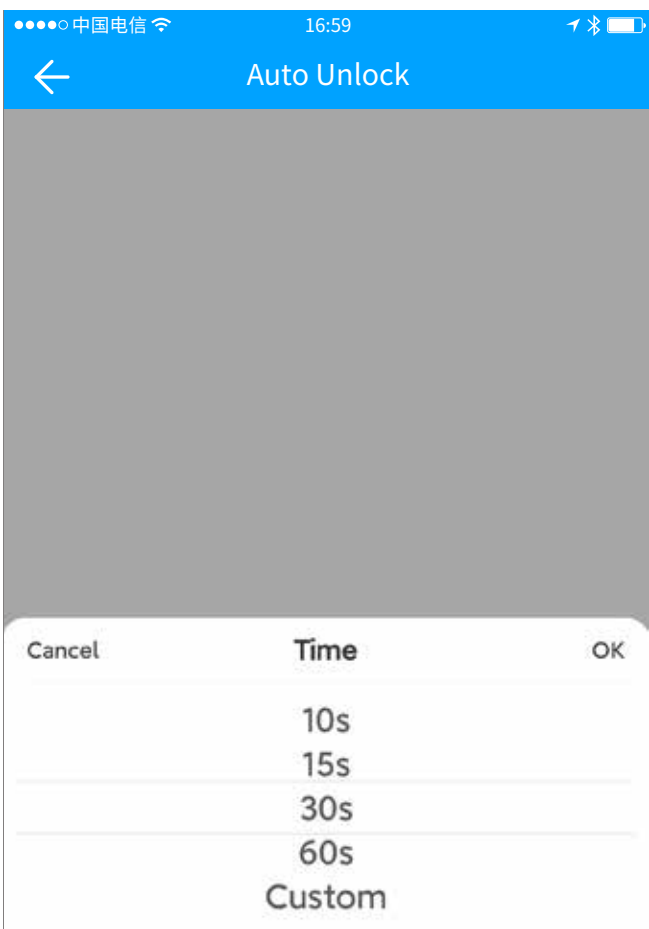 中国电信 16:59
Auto Unlock
Cancel Time OK
10s
15s
30s
60s
Custom